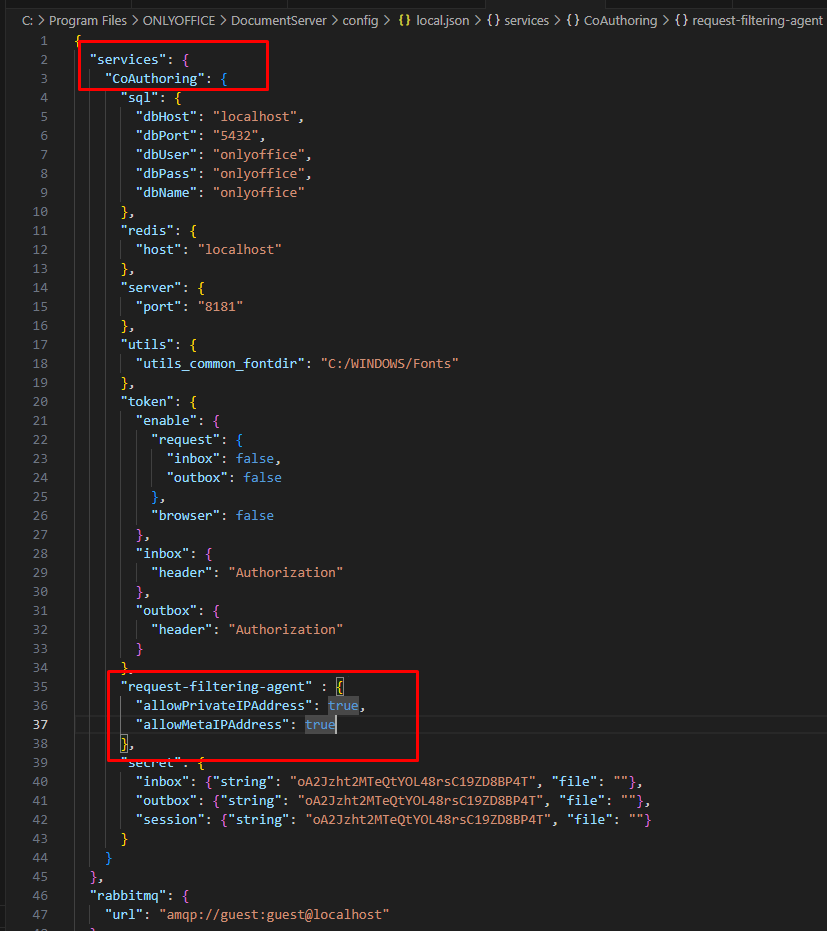 C: > Program Files > ONLYOFFICE > DocumentServer > config > {} local.json > {} services > {} CoAuthoring > {} request-filtering-agent
1 {
2 "services": {
3 "CoAuthoring": {
4 "sql": {
5 "dbHost": "localhost",
6 "dbPort": "5432",
7 "dbUser": "onlyoffice",
8 "dbPass": "onlyoffice",
9 "dbName": "onlyoffice"
10 },
11 "redis": {
12 "host": "localhost"
13 },
14 "server": {
15 "port": "8181"
16 },
17 "utils": {
18 "utils_common_fontdir": "C:/WINDOWS/Fonts"
19 },
20 "token": {
21 "enable": {
22 "request": {
23 "inbox": false,
24 "outbox": false
25 },
26 "browser": false
27 },
28 "inbox": {
29 "header": "Authorization"
30 },
31 "outbox": {
32 "header": "Authorization"
33 }
34 },
35 "request-filtering-agent" : {
36 "allowPrivateIPAddress": true,
37 "allowMetaIPAddress": true
38 },
39 "secret": {
40 "inbox": {"string": "oA2Jzht2MTeQtYOL48rsC19ZD8BP4T", "file": ""},
41 "outbox": {"string": "oA2Jzht2MTeQtYOL48rsC19ZD8BP4T", "file": ""},
42 "session": {"string": "oA2Jzht2MTeQtYOL48rsC19ZD8BP4T", "file": ""}
43 }
44 }
45 },
46 "rabbitmq": {
47 "url": "amqp://guest:guest@localhost"